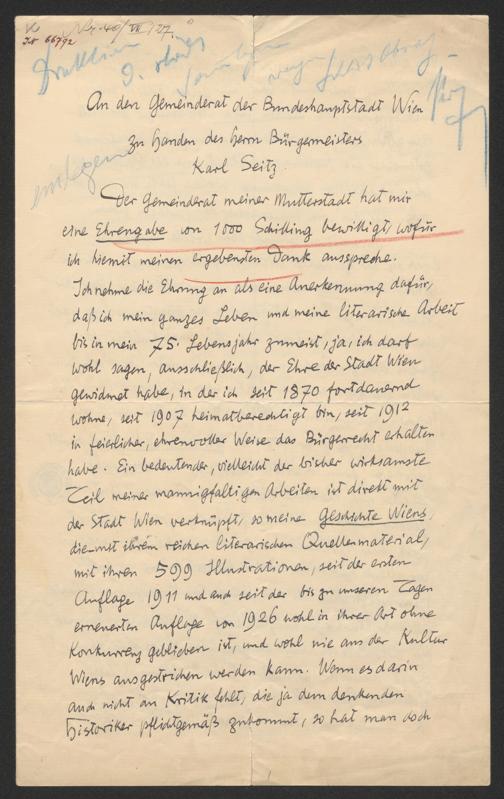 Nr. 40/VII/27
J.N. 66792
An den Gemeinderat der Bundeshauptstadt Wien
zu Handen des Herrn Bürgermeisters
Karl Seitz.
Der Gemeinderat meiner Mutterstadt hat mir
eine Ehrengabe von 1000 Schilling bewilligt, wofür
ich hiemit meinen ergebensten Dank ausspreche.
Ich nehme die Ehrung an als eine Anerkennung dafür,
daß ich mein ganzes Leben und meine literarische Arbeit
bis in mein 75. Lebensjahr zumeist, ja, ich darf
wohl sagen, ausschließlich, der Ehre der Stadt Wien
gewidmet habe, in der ich seit 1870 fortdauernd
wohne, seit 1907 heimatberechtigt bin, seit 1912
in feierlicher, ehrenvoller Weise das Bürgerrecht erhalten
habe. Ein bedeutender, vielleicht der bisher wirksamste
Teil meiner mannigfaltigen Arbeiten ist direkt mit
der Stadt Wien verknüpft, so meine Geschichte Wiens,
die mit ihrem reichen literarischen Quellenmaterial,
mit ihren 599 Illustrationen, seit der ersten
Auflage 1911 und auch seit der bis zu unseren Tagen
erneuerten Auflage von 1926 wohl in ihrer Art ohne
Konkurrenz geblieben ist, und wohl nie aus der Kultur
Wiens ausgestrichen werden kann. Wenn es darin
auch nicht an Kritik fehlt, die ja dem denkenden
Historiker pflichtgemäß zukommt, so hat man doch